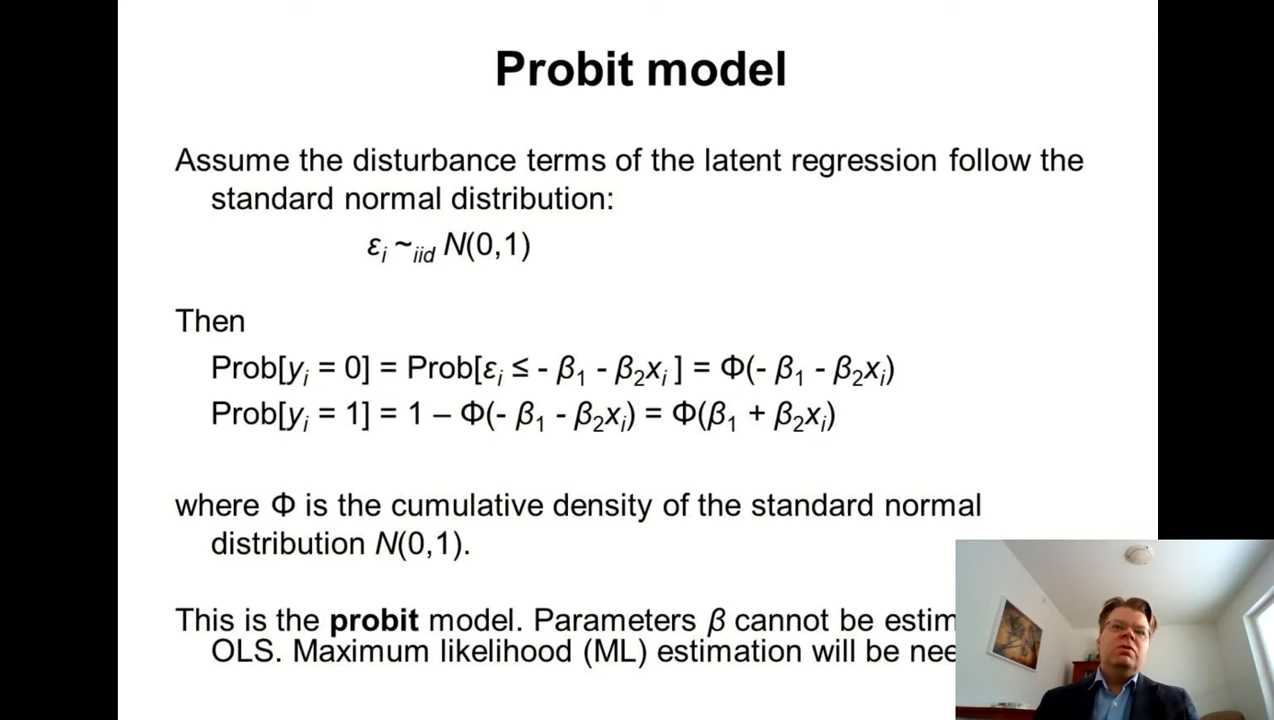 Probit model
Assume the disturbance terms of the latent regression follow the
standard normal distribution:
εᵢ ~iid N(0,1)
Then
Prob[yᵢ = 0] = Prob[εᵢ ≤ - β₁ - β₂xᵢ ] = Φ(- β₁ - β₂xᵢ)
Prob[yᵢ = 1] = 1 – Φ(- β₁ - β₂xᵢ) = Φ(β₁ + β₂xᵢ)
where Φ is the cumulative density of the standard normal
distribution N(0,1).
This is the probit model. Parameters β cannot be
OLS. Maximum likelihood (ML) estimation will be